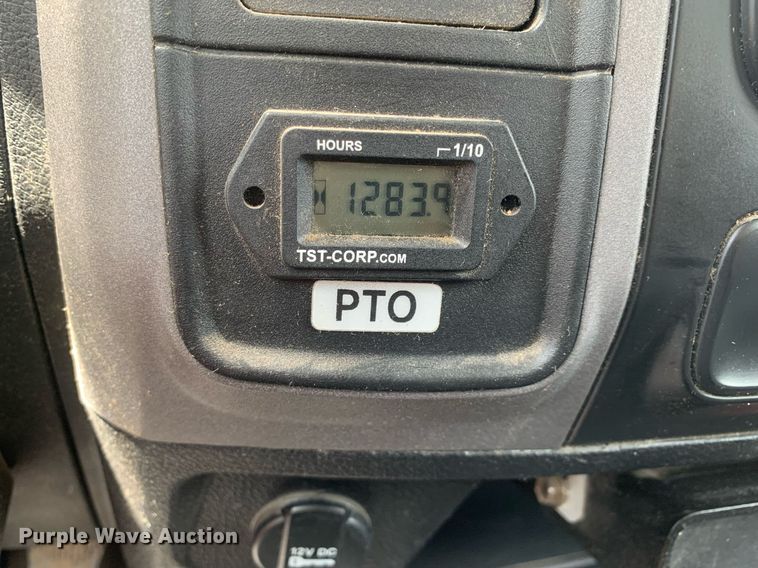 HOURS 1/10
1283.9
TST-CORP.COM
PTO
Purple Wave Auction®
12V DC